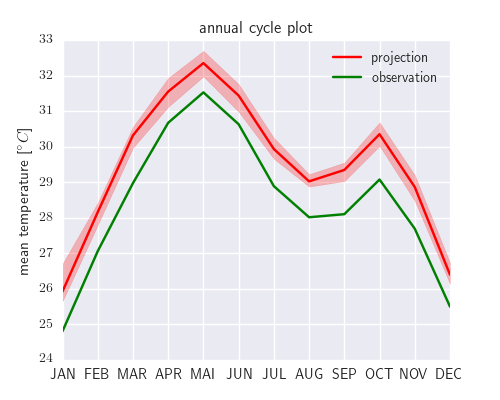 annual cycle plot
33
32
31
30
29
28
27
26
25
24
mean temperature [°C]
projection
observation
JAN FEB MAR APR MAI JUN JUL AUG SEP OCT NOV DEC